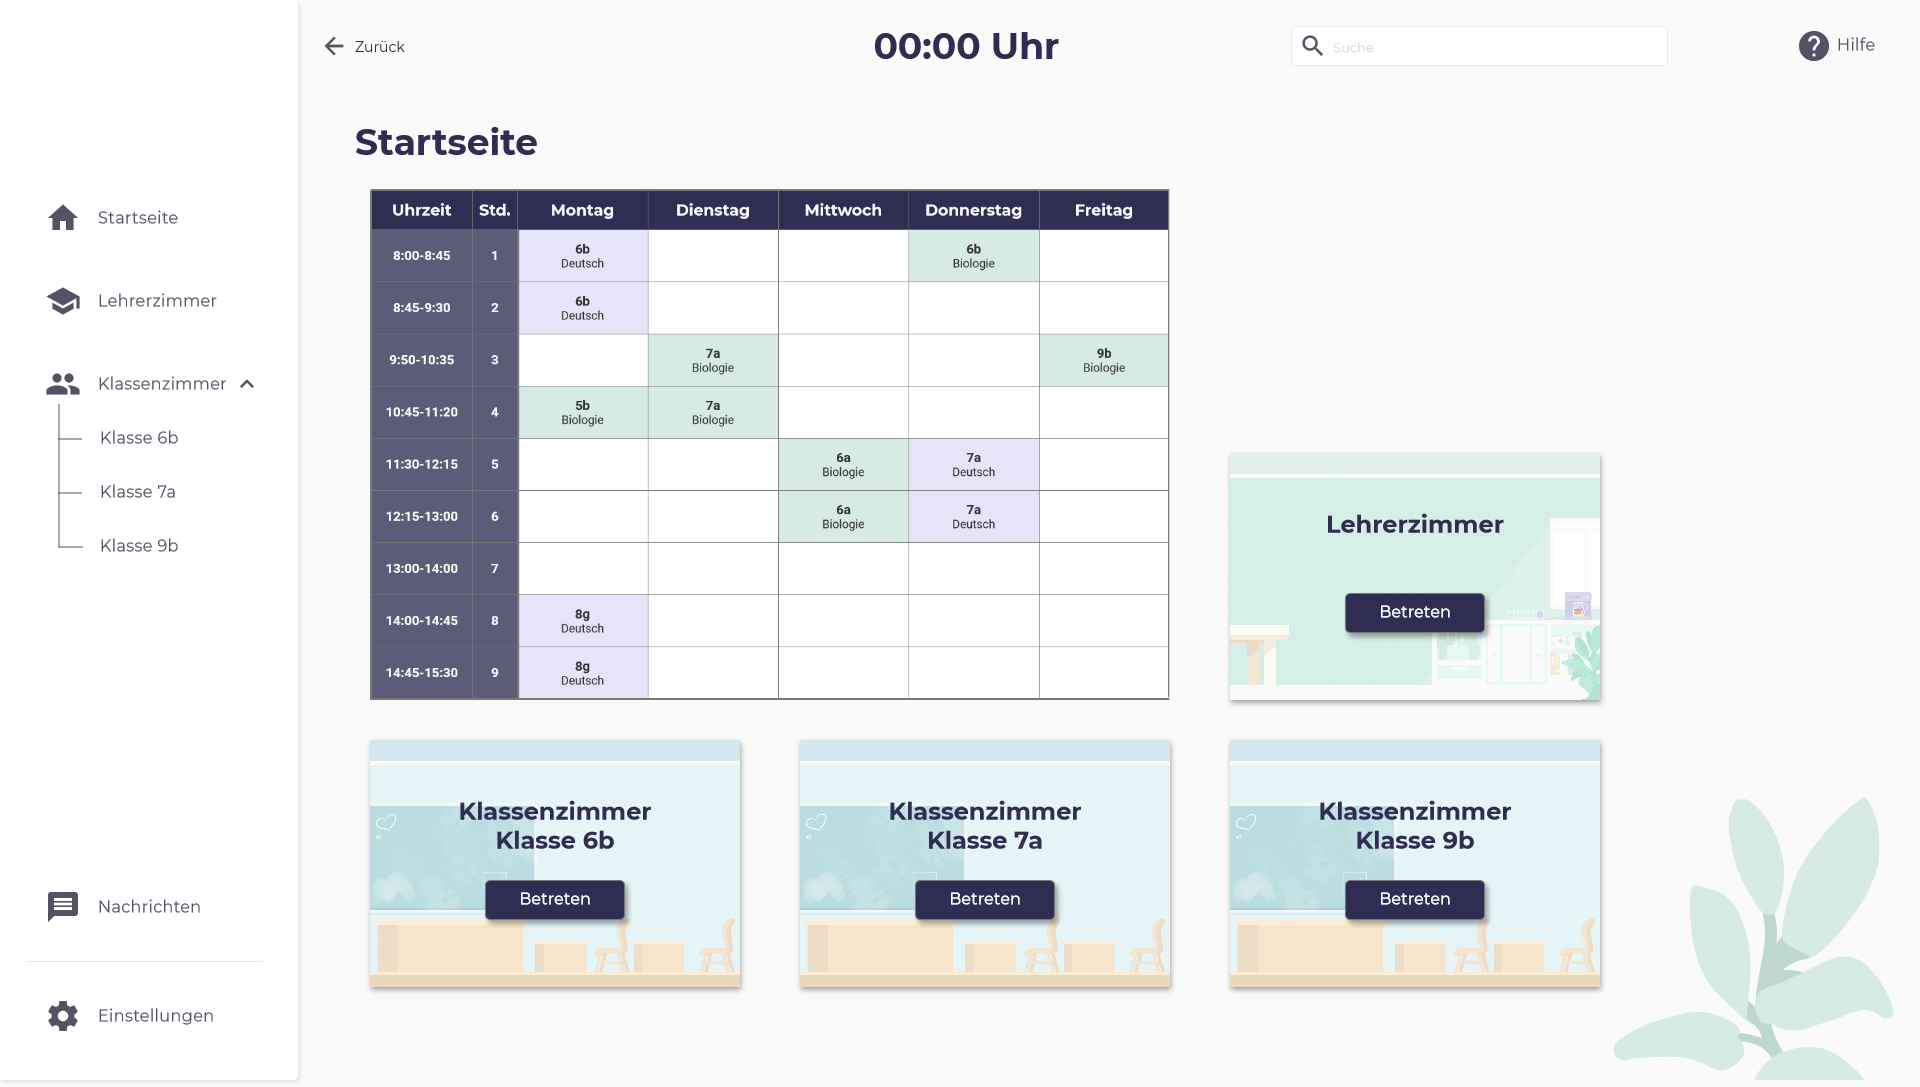 Zurück
00:00 Uhr
Suche
Hilfe
Startseite
Lehrerzimmer
Klassenzimmer
Klasse 6b
Klasse 7a
Klasse 9b
Nachrichten
Einstellungen
Startseite
Uhrzeit Std. Montag Dienstag Mittwoch Donnerstag Freitag
8:00-8:45 1 6b Deutsch 6b Biologie
8:45-9:30 2 6b Deutsch
9:50-10:35 3 7a Biologie 9b Biologie
10:45-11:20 4 5b Biologie 7a Biologie
11:30-12:15 5 6a Biologie 7a Deutsch
12:15-13:00 6 6a Biologie 7a Deutsch
13:00-14:00 7
14:00-14:45 8 8g Deutsch
14:45-15:30 9 8g Deutsch
Lehrerzimmer
Betreten
Klassenzimmer
Klasse 6b
Betreten
Klassenzimmer
Klasse 7a
Betreten
Klassenzimmer
Klasse 9b
Betreten